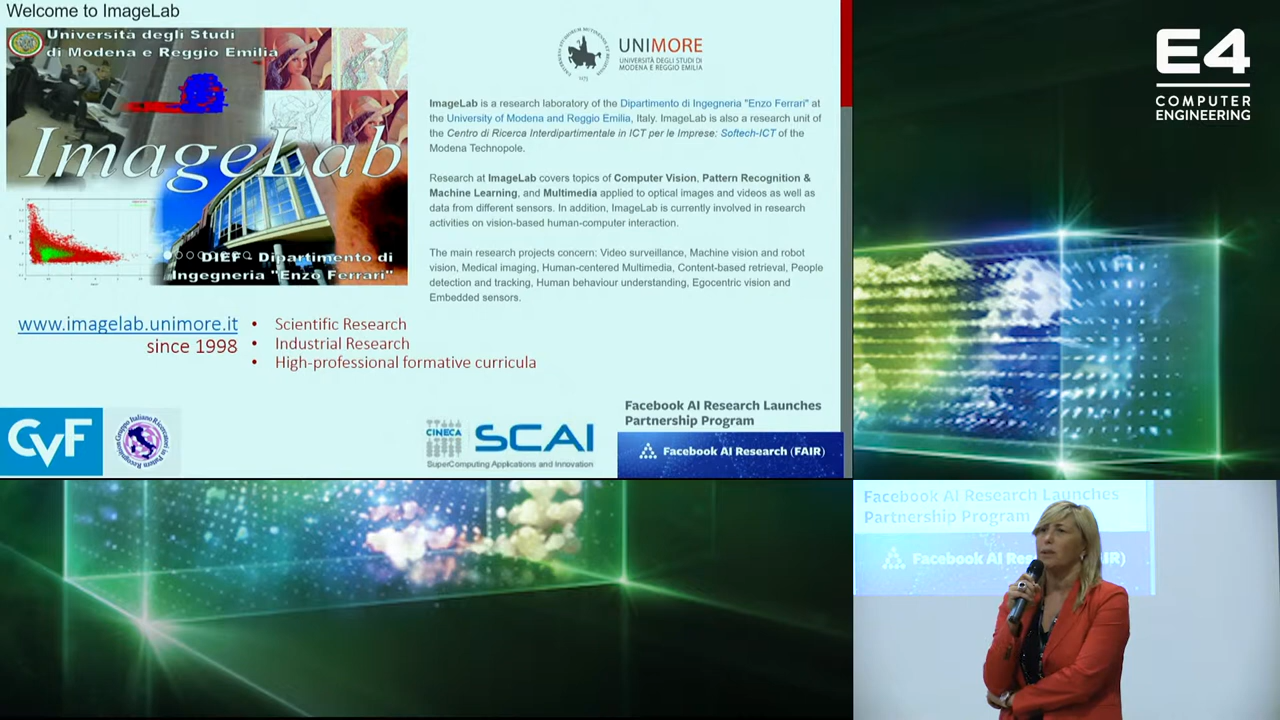 Welcome to ImageLab
Università degli Studi
di Modena e Reggio Emilia
ImageLab
DIEF - Dipartimento di
Ingegneria "Enzo Ferrari"
UNIMORE
UNIVERSITÀ DEGLI STUDI DI
MODENA E REGGIO EMILIA
1175
ImageLab is a research laboratory of the Dipartimento di Ingegneria "Enzo Ferrari" at
the University of Modena and Reggio Emilia, Italy. ImageLab is also a research unit of
the Centro di Ricerca Interdipartimentale in ICT per le Imprese: Softech-ICT of the
Modena Technopole.
Research at ImageLab covers topics of Computer Vision, Pattern Recognition &
Machine Learning, and Multimedia applied to optical images and videos as well as
data from different sensors. In addition, ImageLab is currently involved in research
activities on vision-based human-computer interaction.
The main research projects concern: Video surveillance, Machine vision and robot
vision, Medical imaging, Human-centered Multimedia, Content-based retrieval, People
detection and tracking, Human behaviour understanding, Egocentric vision and
Embedded sensors.
www.imagelab.unimore.it
since 1998
• Scientific Research
• Industrial Research
• High-professional formative curricula
CVF
Gruppo Italiano Ricercatori in Pattern Recognition
CINECA
SCAI
SuperComputing Applications and Innovation
Facebook AI Research Launches
Partnership Program
Facebook AI Research (FAIR)
E4
COMPUTER
ENGINEERING
Facebook AI Research Launches
Partnership Program
Facebook AI